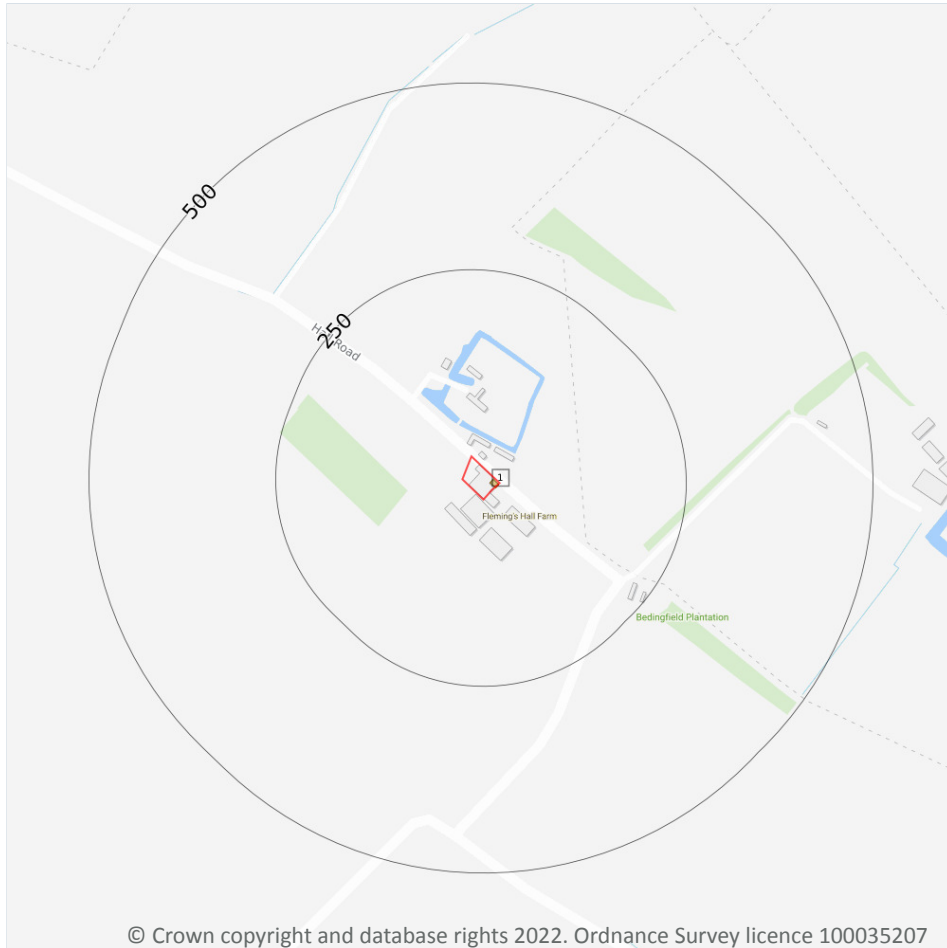 500
250
Hall Road
1
Fleming's Hall Farm
Bedingfield Plantation
© Crown copyright and database rights 2022. Ordnance Survey licence 100035207